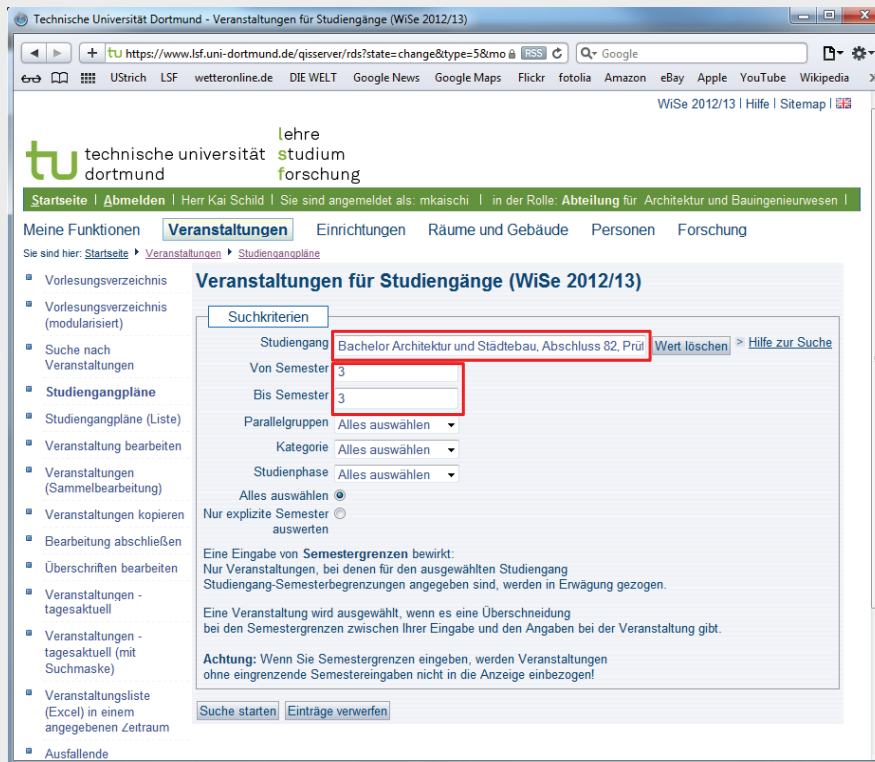 Technische Universität Dortmund - Veranstaltungen für Studiengänge (WiSe 2012/13)
https://www.lsf.uni-dortmund.de/qisserver/rds?state=change&type=5&mo RSS Google
UStrich LSF wetteronline.de DIE WELT Google News Google Maps Flickr fotolia Amazon eBay Apple YouTube Wikipedia
WiSe 2012/13 | Hilfe | Sitemap |
tu technische universität dortmund
lehre
studium
forschung
Startseite | Abmelden | Herr Kai Schild | Sie sind angemeldet als: mkaischi | in der Rolle: Abteilung für Architektur und Bauingenieurwesen |
Meine Funktionen Veranstaltungen Einrichtungen Räume und Gebäude Personen Forschung
Sie sind hier: Startseite Veranstaltungen Studiengangpläne
Vorlesungsverzeichnis
Vorlesungsverzeichnis
(modularisiert)
Suche nach
Veranstaltungen
Studiengangpläne
Studiengangpläne (Liste)
Veranstaltung bearbeiten
Veranstaltungen
(Sammelbearbeitung)
Veranstaltungen kopieren
Bearbeitung abschließen
Überschriften bearbeiten
Veranstaltungen -
tagesaktuell
Veranstaltungen -
tagesaktuell (mit
Suchmaske)
Veranstaltungsliste
(Excel) in einem
angegebenen Zeitraum
Ausfallende
Veranstaltungen für Studiengänge (WiSe 2012/13)
Suchkriterien
Studiengang Bachelor Architektur und Städtebau, Abschluss 82, Prüf Wert löschen > Hilfe zur Suche
Von Semester 3
Bis Semester 3
Parallelgruppen Alles auswählen
Kategorie Alles auswählen
Studienphase Alles auswählen
Alles auswählen
Nur explizite Semester
auswerten
Eine Eingabe von Semestergrenzen bewirkt:
Nur Veranstaltungen, bei denen für den ausgewählten Studiengang
Studiengang-Semesterbegrenzungen angegeben sind, werden in Erwägung gezogen.
Eine Veranstaltung wird ausgewählt, wenn es eine Überschneidung
bei den Semestergrenzen zwischen Ihrer Eingabe und den Angaben bei der Veranstaltung gibt.
Achtung: Wenn Sie Semestergrenzen eingeben, werden Veranstaltungen
ohne eingrenzende Semestereingaben nicht in die Anzeige einbezogen!
Suche starten Einträge verwerfen